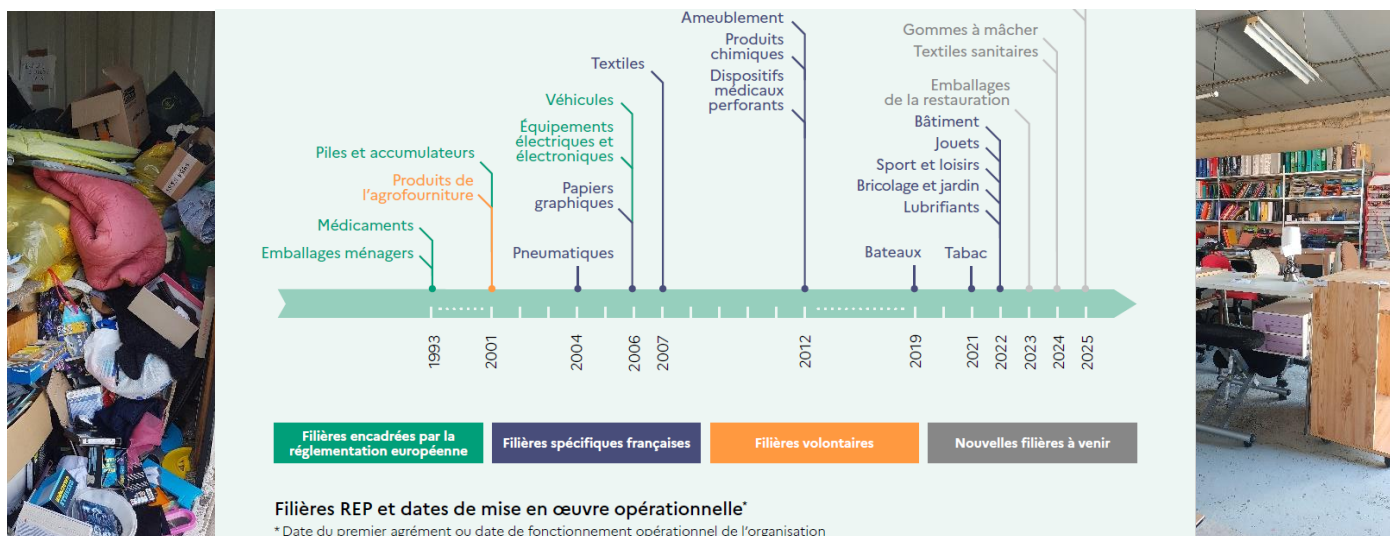 Ameublement
Produits
chimiques
Dispositifs
médicaux
perforants
Gommes à mâcher
Textiles sanitaires
Emballages
de la restauration
Textiles
Véhicules
Équipements
électriques et
électroniques
Bâtiment
Jouets
Sport et loisirs
Bricolage et jardin
Lubrifiants
Piles et accumulateurs
Produits de
l'agrofourniture
Papiers
graphiques
Médicaments
Emballages ménagers
Pneumatiques
Bateaux
Tabac
1993
2001
2004
2006
2007
2012
2019
2021
2022
2023
2024
2025
Filières encadrées par la
réglementation européenne
Filières spécifiques françaises
Filières volontaires
Nouvelles filières à venir
Filières REP et dates de mise en œuvre opérationnelle*
* Date du premier agrément ou date de fonctionnement opérationnel de l'organisation